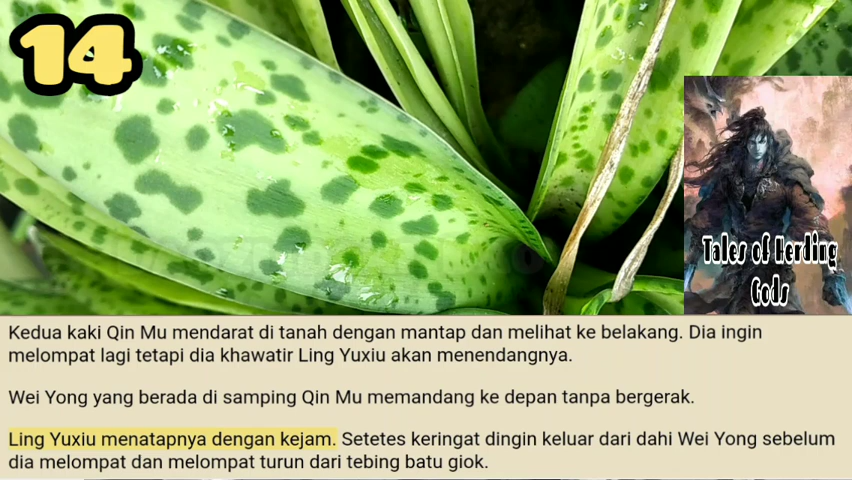 14
Tales of Herding
Gods
Kedua kaki Qin Mu mendarat di tanah dengan mantap dan melihat ke belakang. Dia ingin
melompat lagi tetapi dia khawatir Ling Yuxiu akan menendangnya.
Wei Yong yang berada di samping Qin Mu memandang ke depan tanpa bergerak.
Ling Yuxiu menatapnya dengan kejam. Setetes keringat dingin keluar dari dahi Wei Yong sebelum
dia melompat dan melompat turun dari tebing batu giok.